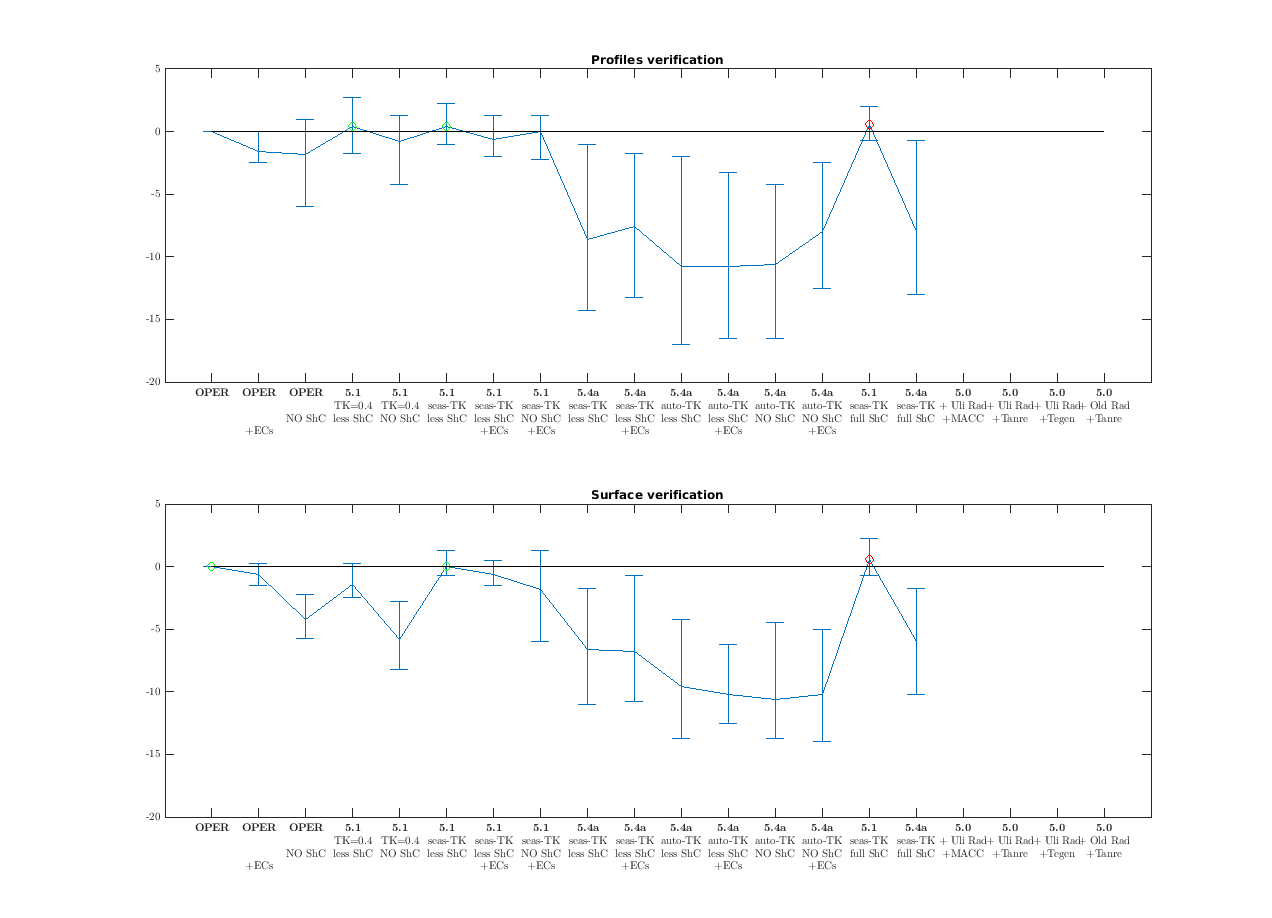 Profiles verification
5
0
-5
-10
-15
-20
OPER OPER OPER 5.1 5.1 5.1 5.1 5.1 5.4a 5.4a 5.4a 5.4a 5.4a 5.4a 5.1 5.4a 5.0 5.0 5.0 5.0
TK=0.4 TK=0.4 seas-TK seas-TK seas-TK seas-TK seas-TK auto-TK auto-TK auto-TK auto-TK seas-TK seas-TK + Uli Rad + Uli Rad + Uli Rad + Old Rad
NO ShC less ShC NO ShC less ShC less ShC NO ShC less ShC less ShC less ShC less ShC NO ShC NO ShC full ShC full ShC +MACC +Tanre +Tegen +Tanre
+ECs +ECs +ECs +ECs +ECs +ECs
Surface verification
5
0
-5
-10
-15
-20
OPER OPER OPER 5.1 5.1 5.1 5.1 5.1 5.4a 5.4a 5.4a 5.4a 5.4a 5.4a 5.1 5.4a 5.0 5.0 5.0 5.0
TK=0.4 TK=0.4 seas-TK seas-TK seas-TK seas-TK seas-TK auto-TK auto-TK auto-TK auto-TK seas-TK seas-TK + Uli Rad + Uli Rad + Uli Rad + Old Rad
NO ShC less ShC NO ShC less ShC less ShC NO ShC less ShC less ShC less ShC less ShC NO ShC NO ShC full ShC full ShC +MACC +Tanre +Tegen +Tanre
+ECs +ECs +ECs +ECs +ECs +ECs